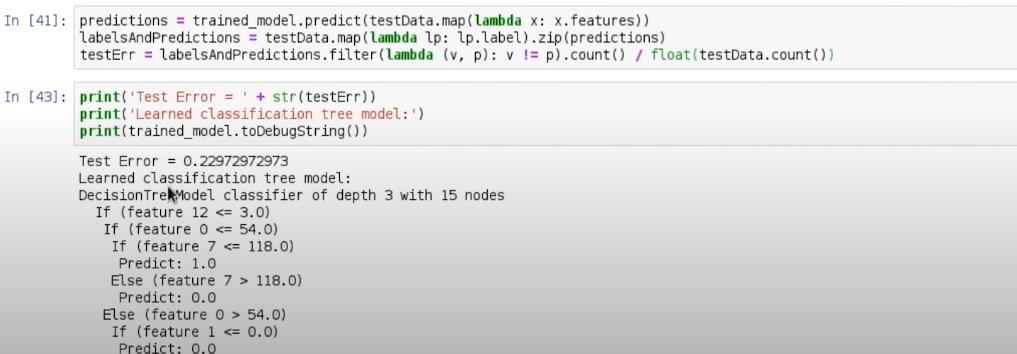 In [41]: predictions = trained_model.predict(testData.map(lambda x: x.features))
labelsAndPredictions = testData.map(lambda lp: lp.label).zip(predictions)
testErr = labelsAndPredictions.filter(lambda (v, p): v != p).count() / float(testData.count())
In [43]: print('Test Error = ' + str(testErr))
print('Learned classification tree model:')
print(trained_model.toDebugString())
Test Error = 0.22972972973
Learned classification tree model:
DecisionTreeModel classifier of depth 3 with 15 nodes
If (feature 12 <= 3.0)
If (feature 0 <= 54.0)
If (feature 7 <= 118.0)
Predict: 1.0
Else (feature 7 > 118.0)
Predict: 0.0
Else (feature 0 > 54.0)
If (feature 1 <= 0.0)
Predict: 0.0